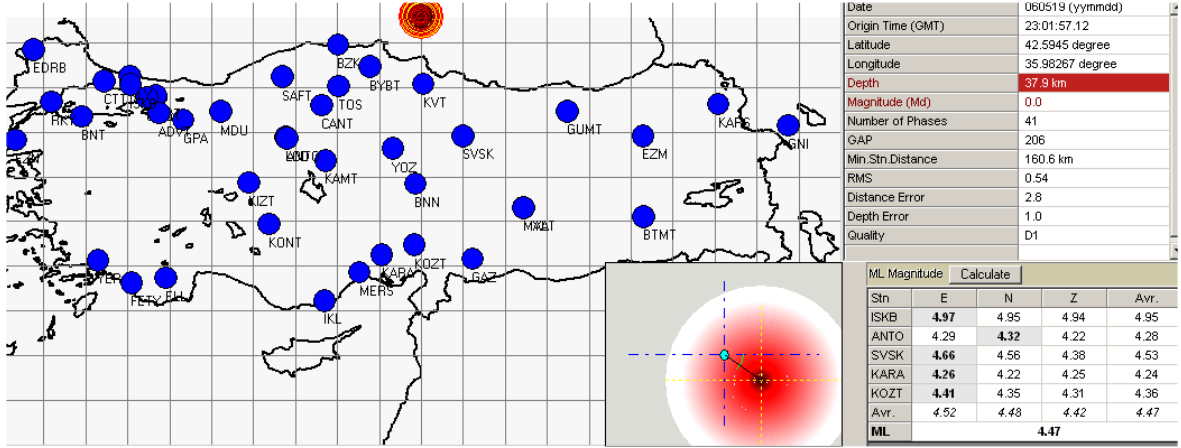 Date 060519 (yymmdd)
Origin Time (GMT) 23:01:57.12
Latitude 42.5945 degree
Longitude 35.98267 degree
Depth 37.9 km
Magnitude (Md) 0.0
Number of Phases 41
GAP 206
Min.Stn.Distance 160.6 km
RMS 0.54
Distance Error 2.8
Depth Error 1.0
Quality D1
EDRB
BZK
BYBT
CTT
SAFT
TOS
KVT
CANT
BNT
ADVT
GPA
MDU
GUMT
KARS
GNI
SVSK
EZM
ANTO
YOZ
KAMT
KIZT
BNN
KONT
BTMT
KARA
KOZT
GAZ
YER
FETY
ELL
MERS
IKL
ML Magnitude Calculate
Stn E N Z Avr.
ISKB 4.97 4.95 4.94 4.95
ANTO 4.29 4.32 4.22 4.28
SVSK 4.66 4.56 4.38 4.53
KARA 4.26 4.22 4.25 4.24
KOZT 4.41 4.35 4.31 4.36
Avr. 4.52 4.48 4.42 4.47
ML 4.47